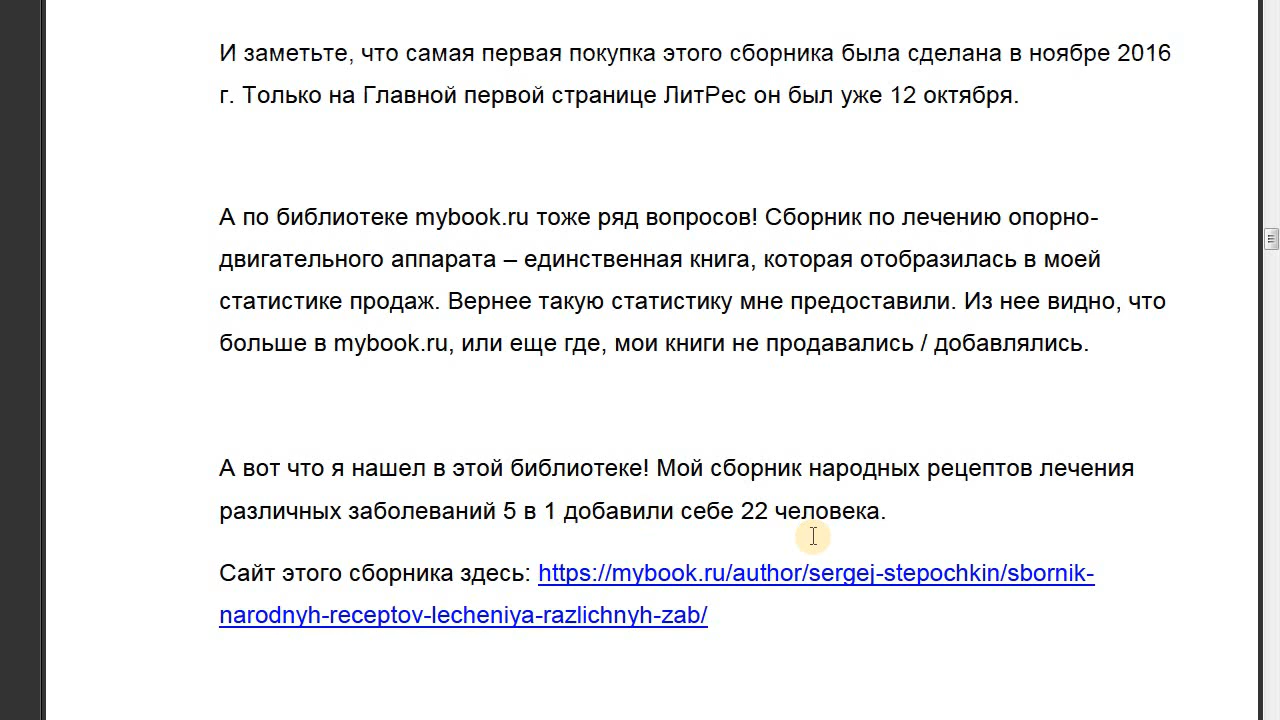 И заметьте, что самая первая покупка этого сборника была сделана в ноябре 2016
г. Только на Главной первой странице ЛитРес он был уже 12 октября.
А по библиотеке mybook.ru тоже ряд вопросов! Сборник по лечению опорно-
двигательного аппарата – единственная книга, которая отобразилась в моей
статистике продаж. Вернее такую статистику мне предоставили. Из нее видно, что
больше в mybook.ru, или еще где, мои книги не продавались / добавлялись.
А вот что я нашел в этой библиотеке! Мой сборник народных рецептов лечения
различных заболеваний 5 в 1 добавили себе 22 человека.
Сайт этого сборника здесь: https://mybook.ru/author/sergej-stepochkin/sbornik-
narodnyh-receptov-lecheniya-razlichnyh-zab/